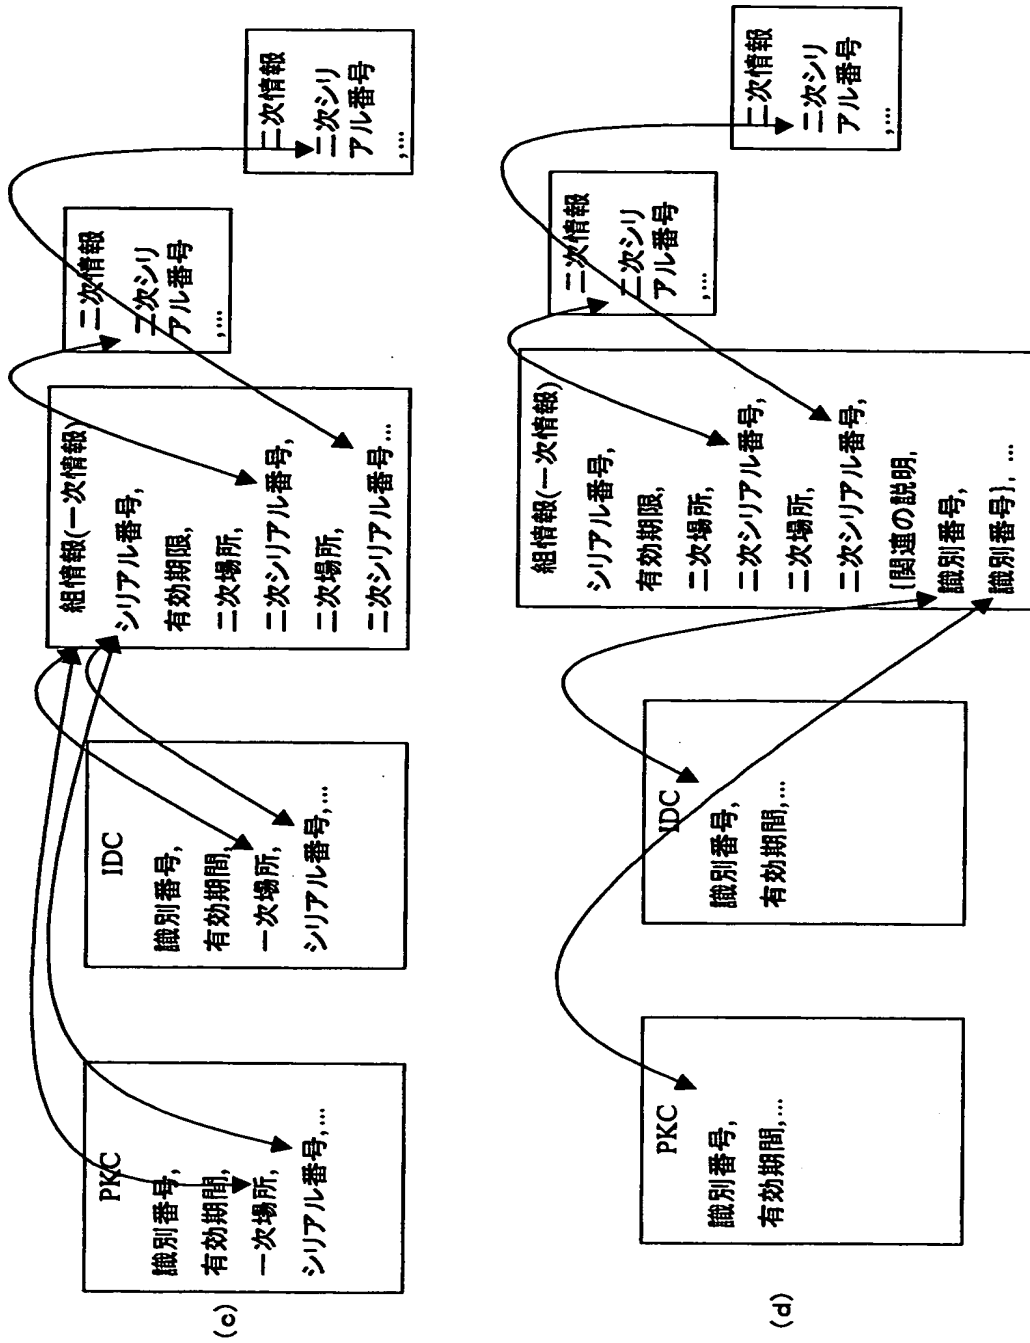 (c)
PKC
識別番号,
有効期間,
一次場所,
シリアル番号,...
IDC
識別番号,
有効期間,
一次場所,
シリアル番号,...
組情報(一次情報)
シリアル番号,
有効期限,
二次場所,
二次シリアル番号,
二次場所,
二次シリアル番号...
二次情報
二次シリ
アル番号
,...
二次情報
二次シリ
アル番号
,...
(d)
PKC
識別番号,
有効期間,...
IDC
識別番号,
有効期間,...
組情報(一次情報)
シリアル番号,
有効期限,
二次場所,
二次シリアル番号,
二次場所,
二次シリアル番号,
{関連の説明,
識別番号,
識別番号}, ...
二次情報
二次シリ
アル番号
,...
二次情報
二次シリ
アル番号
,...